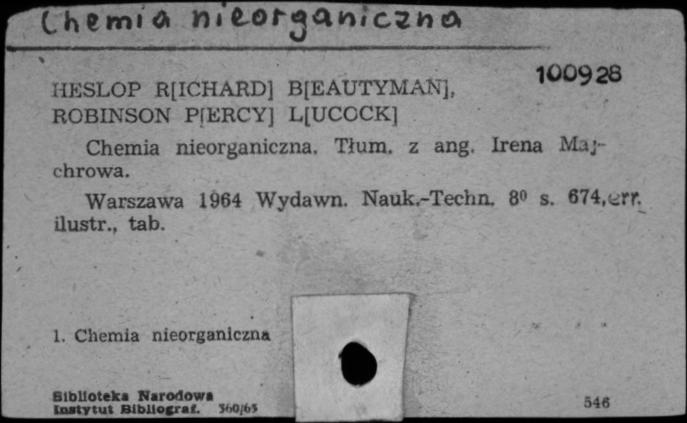 Chemia nieorganiczna
100928
HESLOP R[ICHARD] B[EAUTYMAN],
ROBINSON P[ERCY] L[UCOCK]
Chemia nieorganiczna. Tłum. z ang. Irena Maj-
chrowa.
Warszawa 1964 Wydawn. Nauk.-Techn. 8⁰ s. 674, err.
ilustr., tab.
1. Chemia nieorganiczna
Biblioteka Narodowa
Instytut Bibliograf. 360/65
546